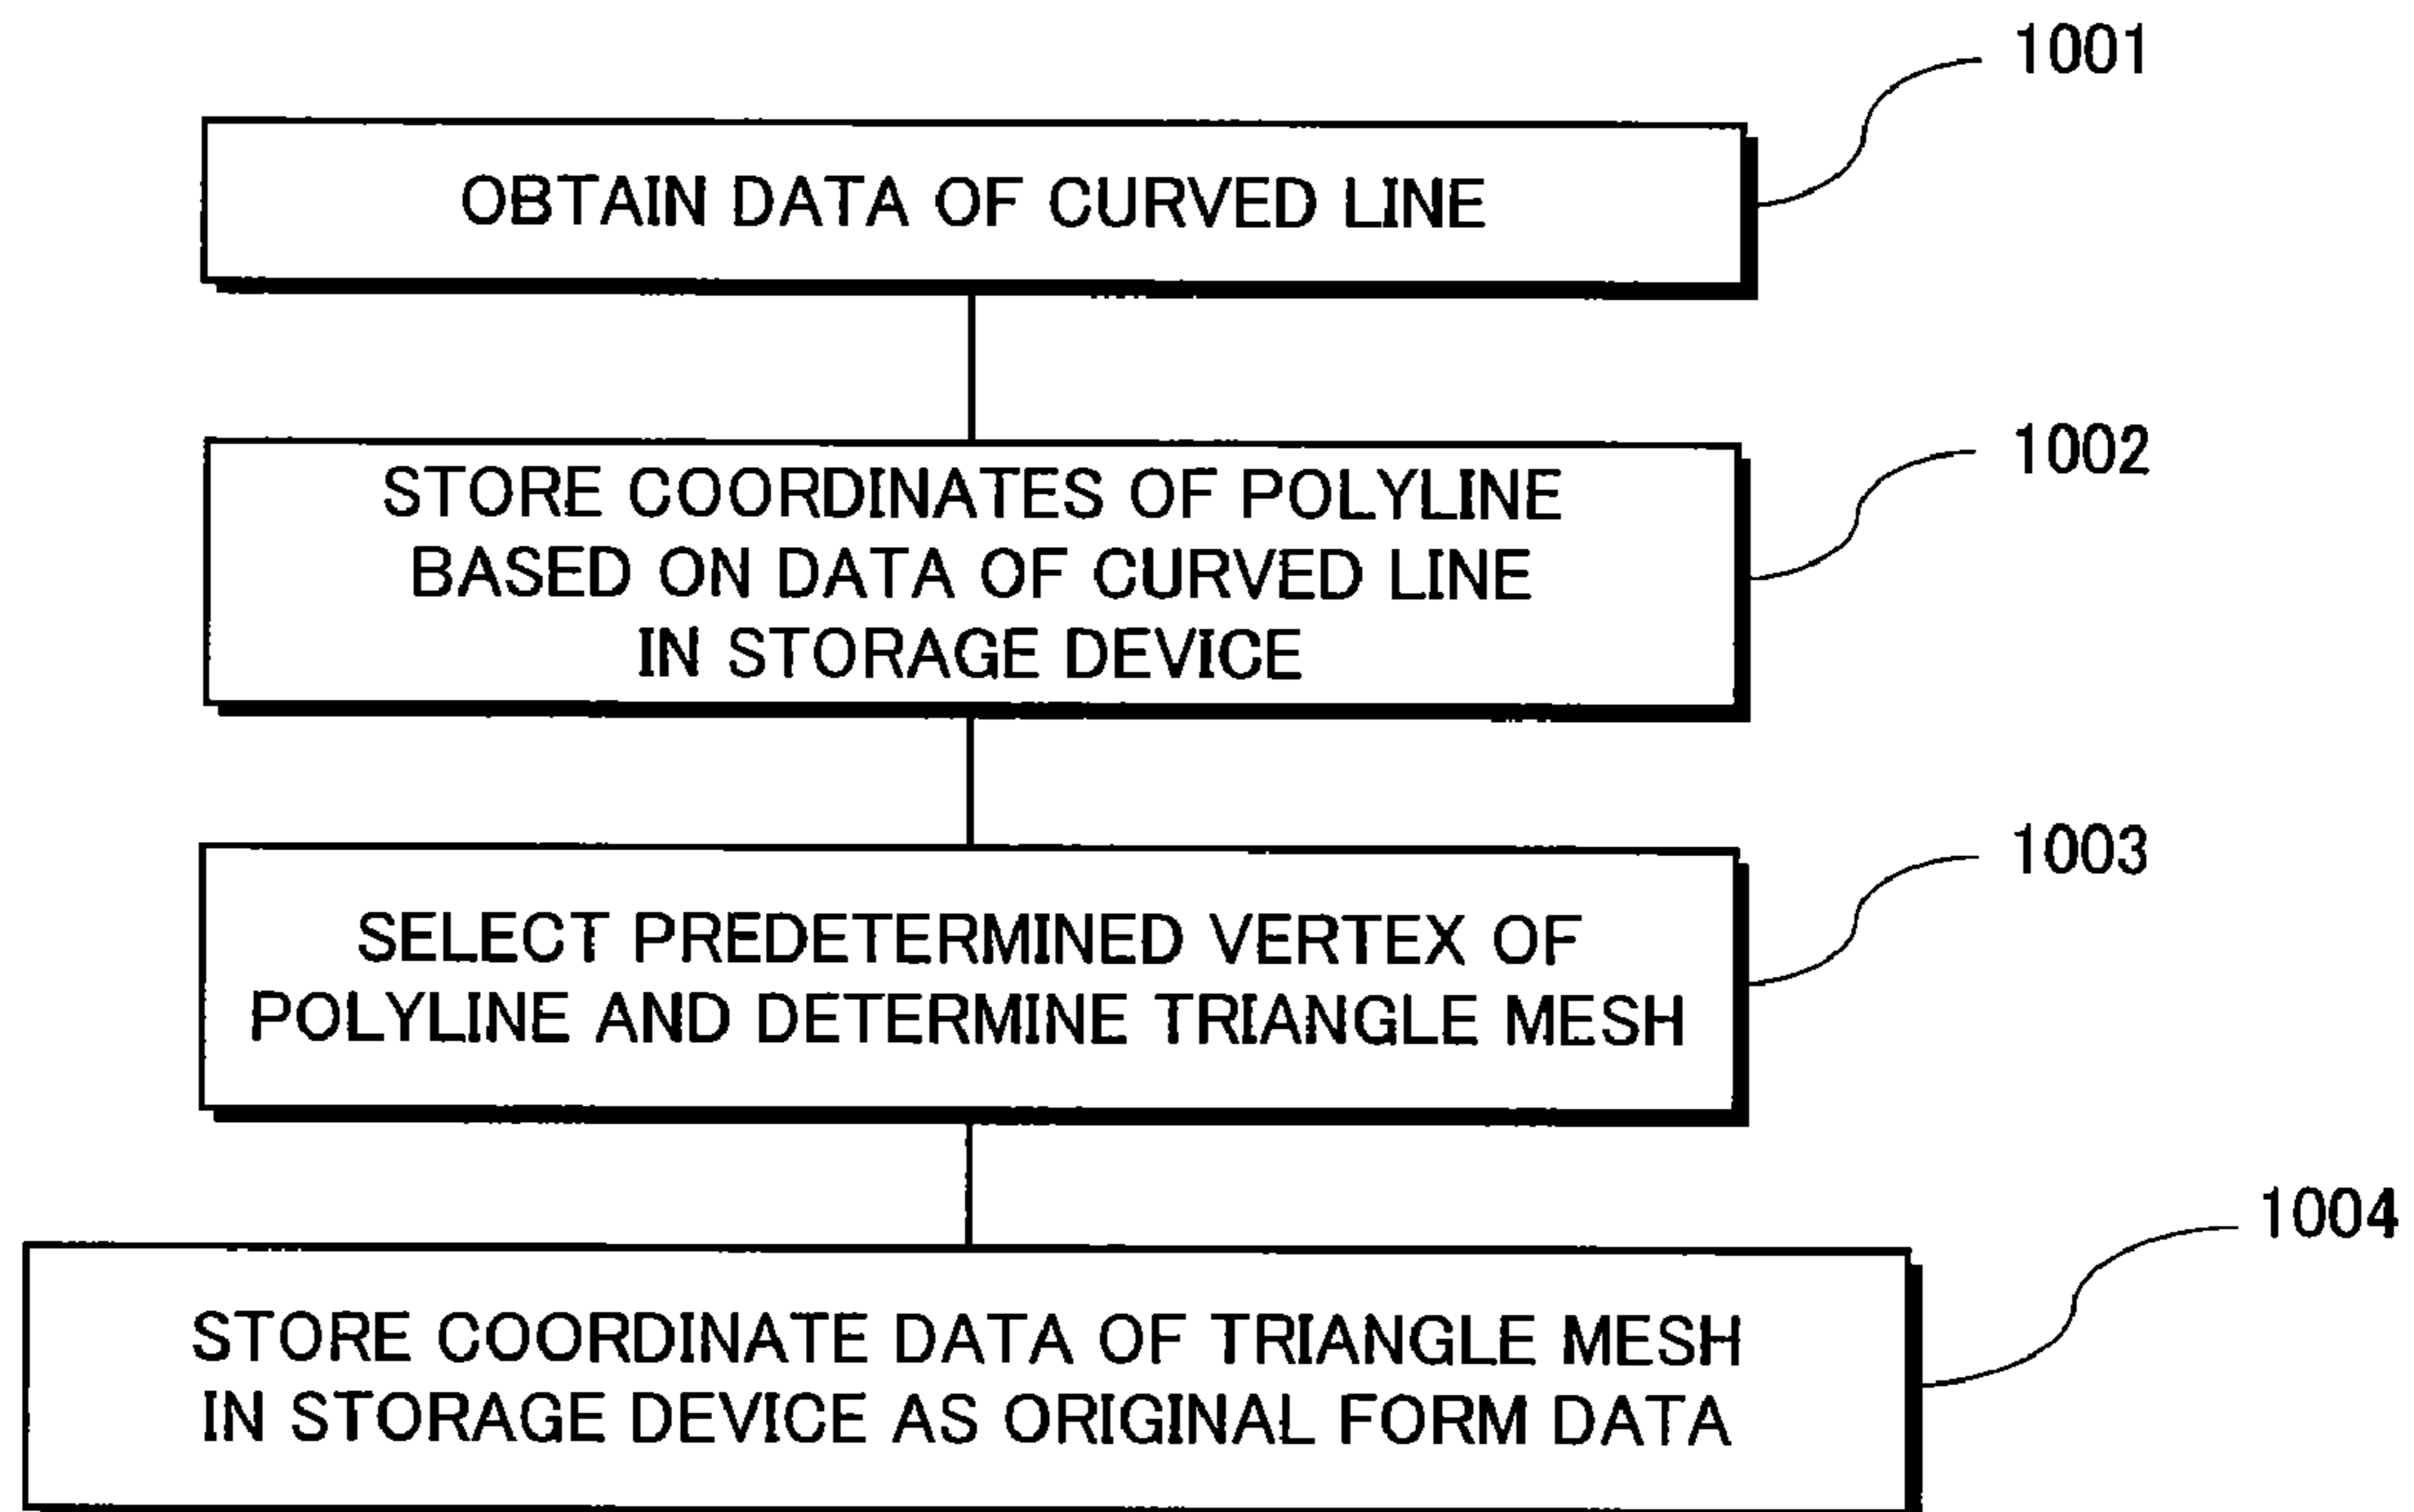 1001
OBTAIN DATA OF CURVED LINE
1002
STORE COORDINATES OF POLYLINE
BASED ON DATA OF CURVED LINE
IN STORAGE DEVICE
1003
SELECT PREDETERMINED VERTEX OF
POLYLINE AND DETERMINE TRIANGLE MESH
1004
STORE COORDINATE DATA OF TRIANGLE MESH
IN STORAGE DEVICE AS ORIGINAL FORM DATA